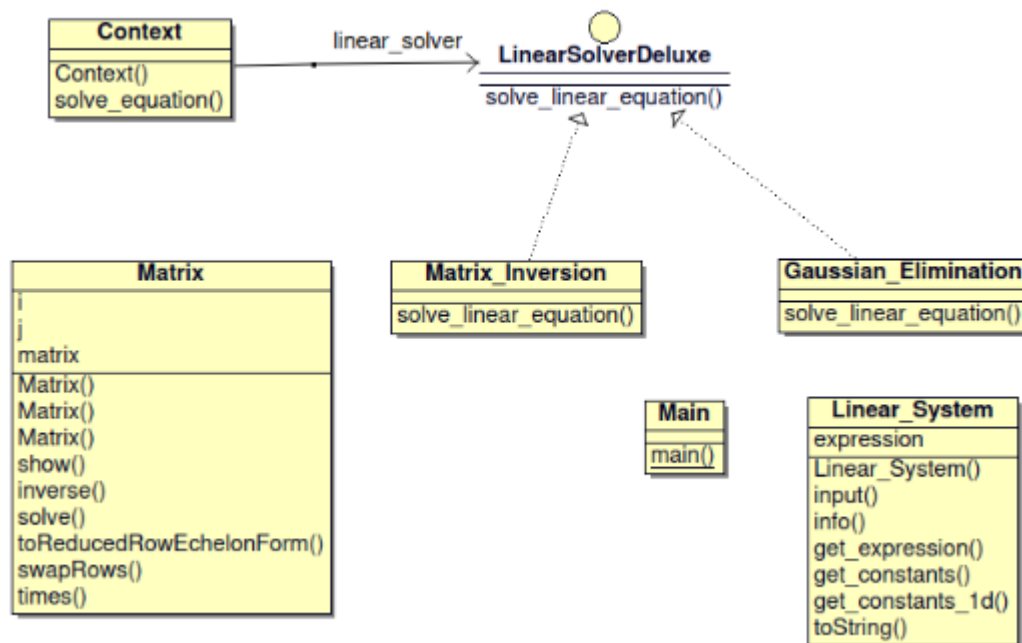 Context
Context()
solve_equation()
linear_solver
LinearSolverDeluxe
solve_linear_equation()
Matrix
i
j
matrix
Matrix()
Matrix()
Matrix()
show()
inverse()
solve()
toReducedRowEchelonForm()
swapRows()
times()
Matrix_Inversion
solve_linear_equation()
Gaussian_Elimination
solve_linear_equation()
Main
main()
Linear_System
expression
Linear_System()
input()
info()
get_expression()
get_constants()
get_constants_1d()
toString()